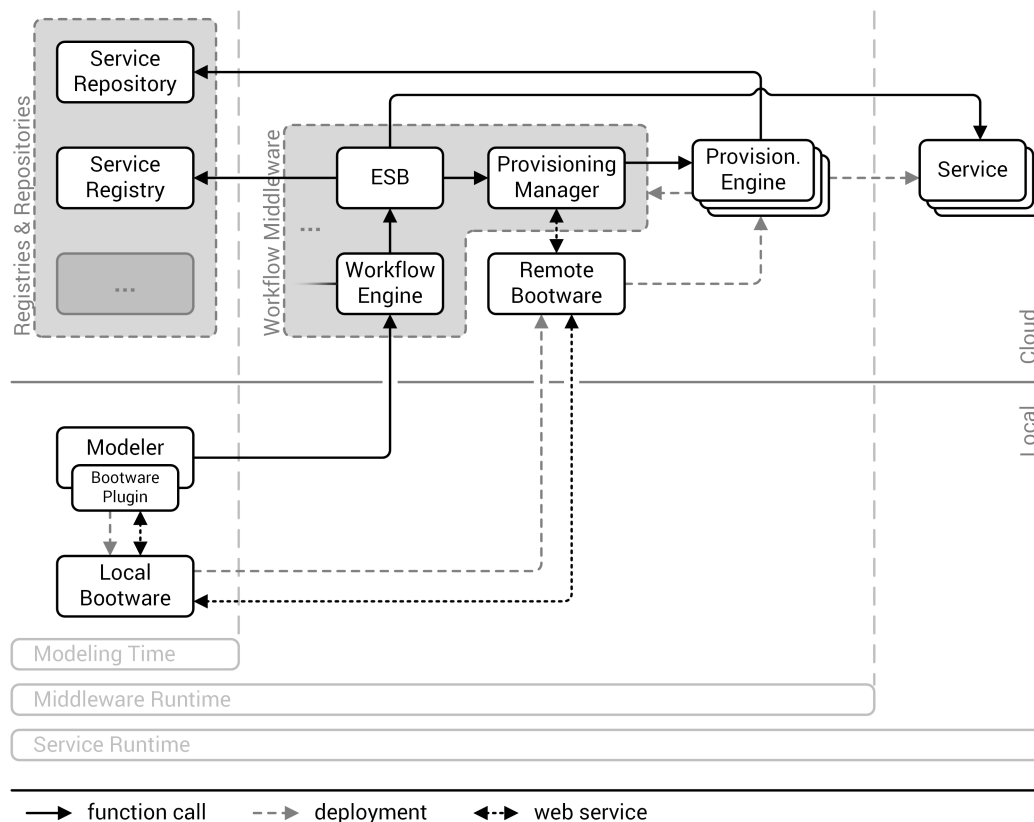 Registries & Repositories
Service
Repository
Service
Registry
...
Workflow Middleware
ESB
Provisioning
Manager
Provision.
Engine
Service
...
Workflow
Engine
Remote
Bootware
Cloud
Local
Modeler
Bootware
Plugin
Local
Bootware
Modeling Time
Middleware Runtime
Service Runtime
function call
deployment
web service